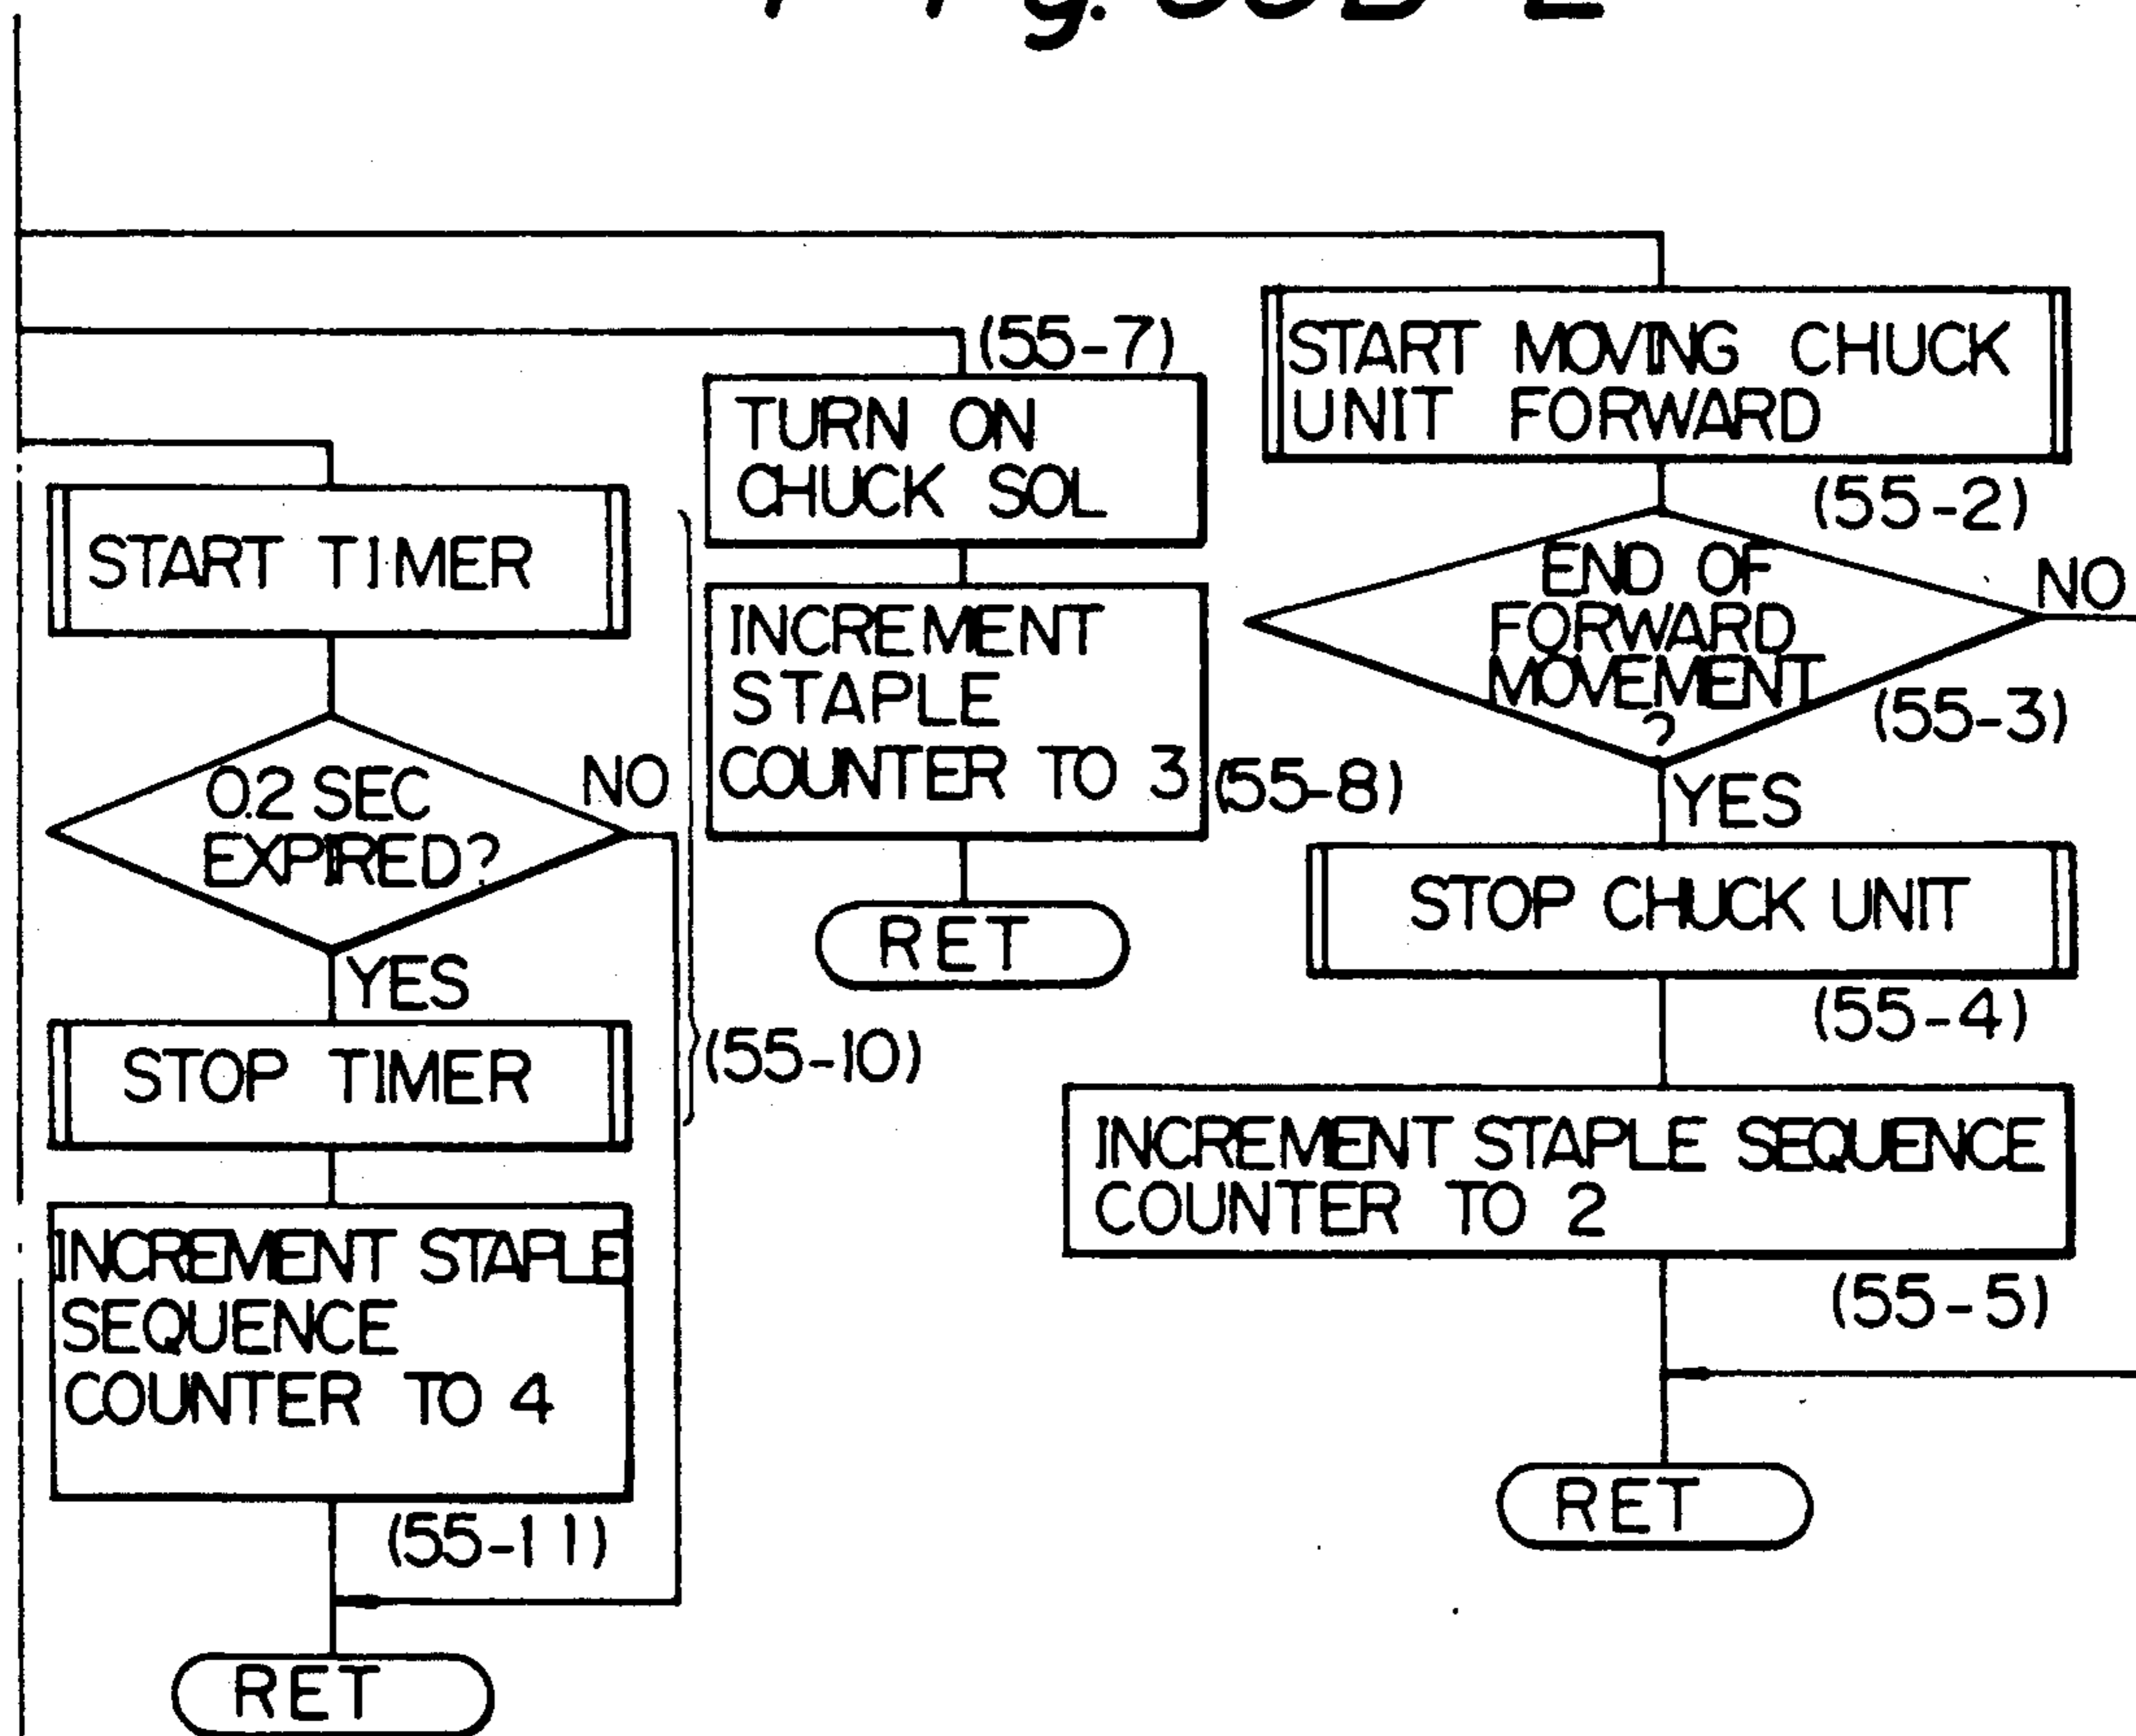 (55-7)
START MOVING CHUCK
UNIT FORWARD
(55-2)
TURN ON
CHUCK SOL
START TIMER
END OF
FORWARD
MOVEMENT
?
NO
(55-3)
YES
INCREMENT
STAPLE
COUNTER TO 3
(55-8)
RET
0.2 SEC
EXPIRED?
NO
YES
STOP CHUCK UNIT
(55-4)
STOP TIMER
(55-10)
INCREMENT STAPLE SEQUENCE
COUNTER TO 2
(55-5)
INCREMENT STAPLE
SEQUENCE
COUNTER TO 4
(55-11)
RET
RET